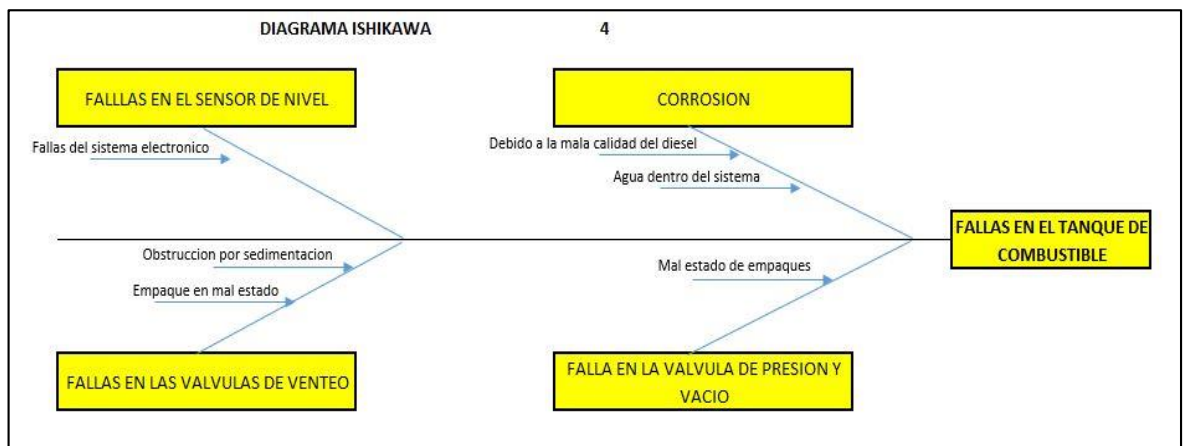 DIAGRAMA ISHIKAWA 4
FALLLAS EN EL SENSOR DE NIVEL
CORROSION
Fallas del sistema electronico
Debido a la mala calidad del diesel
Agua dentro del sistema
FALLAS EN EL TANQUE DE
COMBUSTIBLE
Obstruccion por sedimentacion
Empaque en mal estado
Mal estado de empaques
FALLAS EN LAS VALVULAS DE VENTEO
FALLA EN LA VALVULA DE PRESION Y
VACIO